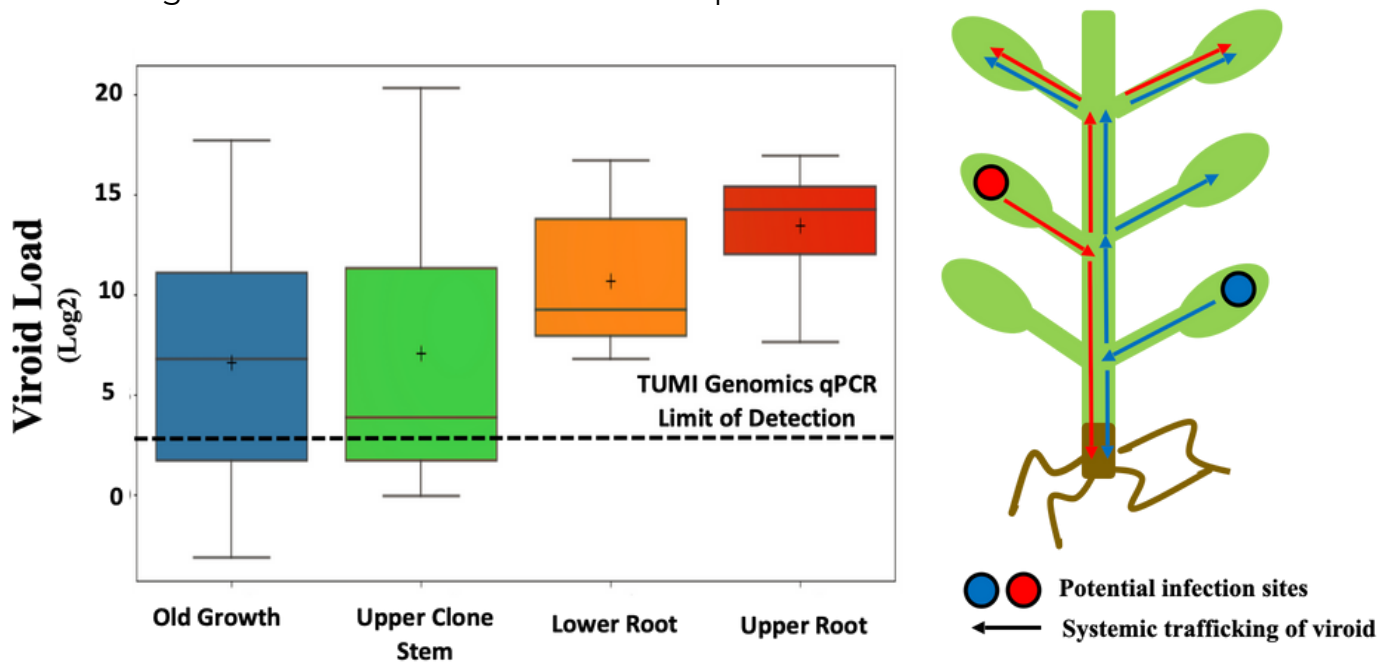 20
15
10
5
0
Viroid Load
(Log2)
TUMI Genomics qPCR
Limit of Detection
Old Growth
Upper Clone
Stem
Lower Root
Upper Root
Potential infection sites
Systemic trafficking of viroid